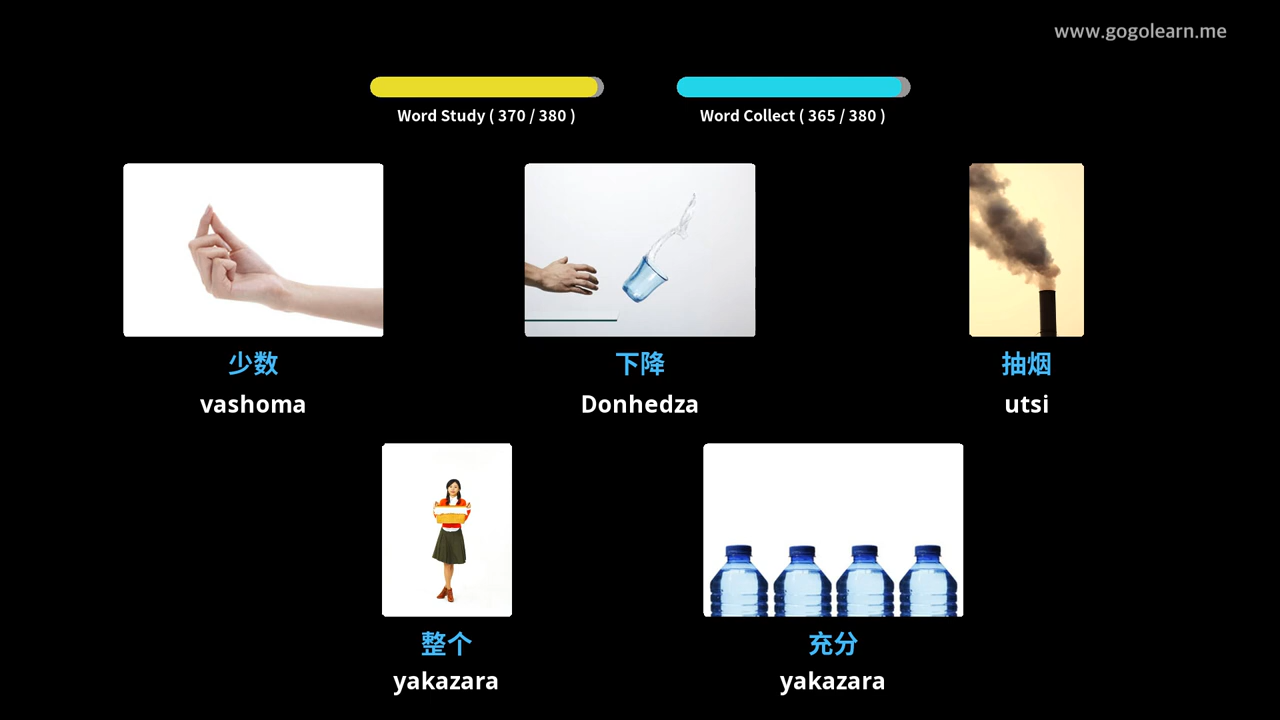 www.gogolearn.me
Word Study ( 370 / 380 )
Word Collect ( 365 / 380 )
少数
下降
抽烟
vashoma
Donhedza
utsi
整个
充分
yakazara
yakazara